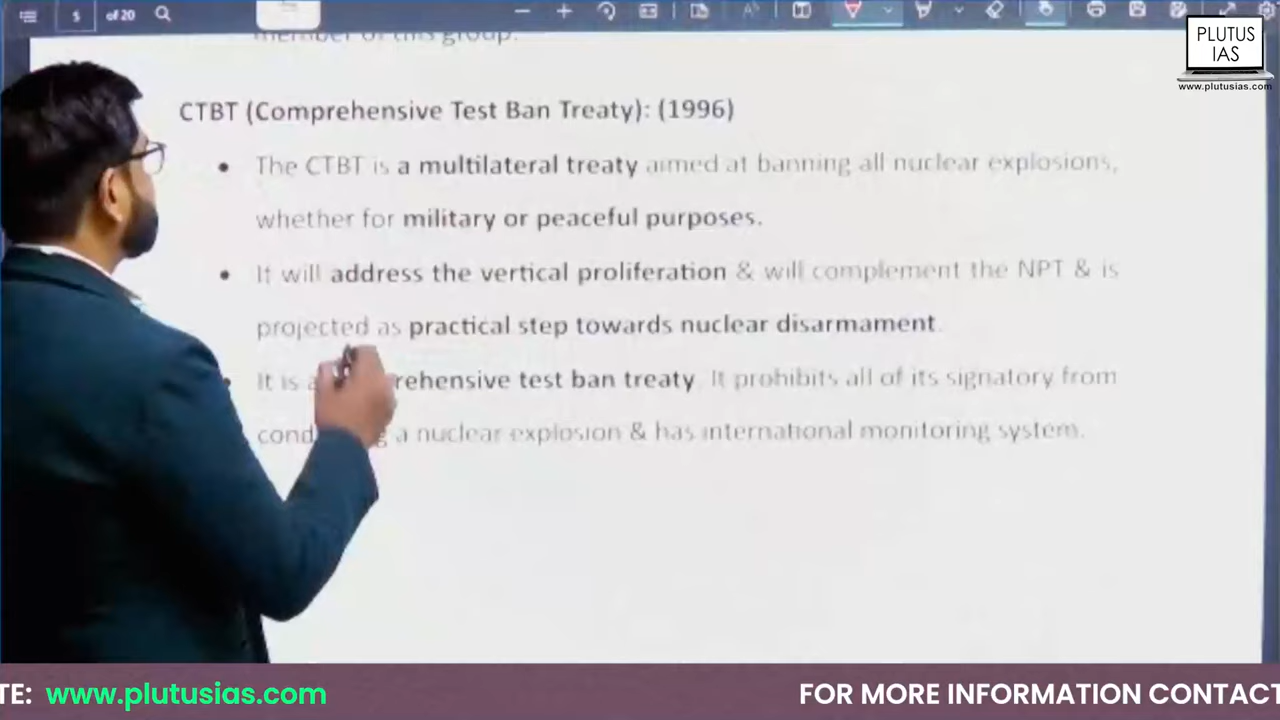 5 of 20
member of this group.
PLUTUS
IAS
www.plutusias.com
CTBT (Comprehensive Test Ban Treaty): (1996)
The CTBT is a multilateral treaty aimed at banning all nuclear explosions,
whether for military or peaceful purposes.
It will address the vertical proliferation & will complement the NPT & is
projected as practical step towards nuclear disarmament.
It is rehensive test ban treaty. It prohibits all of its signatory from
cond g a nuclear explosion & has international monitoring system.
TE: www.plutusias.com FOR MORE INFORMATION CONTACT